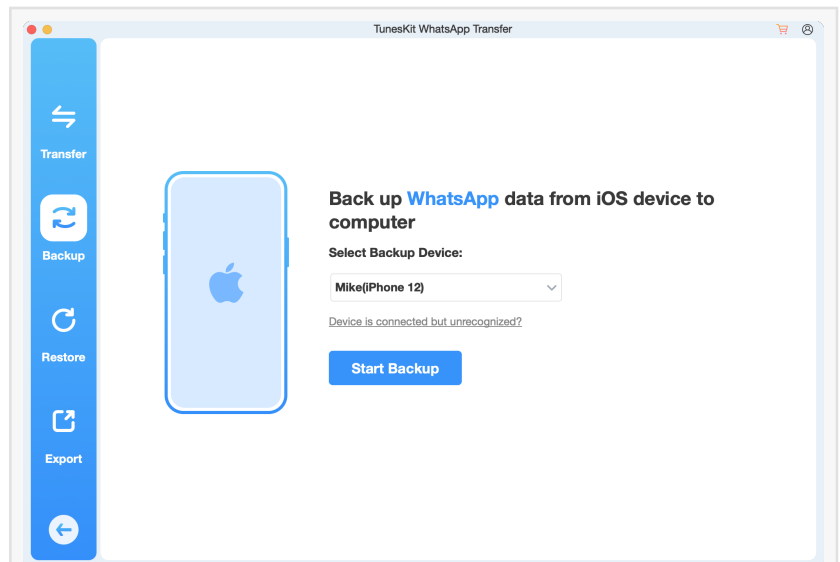 TunesKit WhatsApp Transfer
Transfer
Backup
Restore
Export
Back up WhatsApp data from iOS device to
computer
Select Backup Device:
Mike(iPhone 12)
Device is connected but unrecognized?
Start Backup